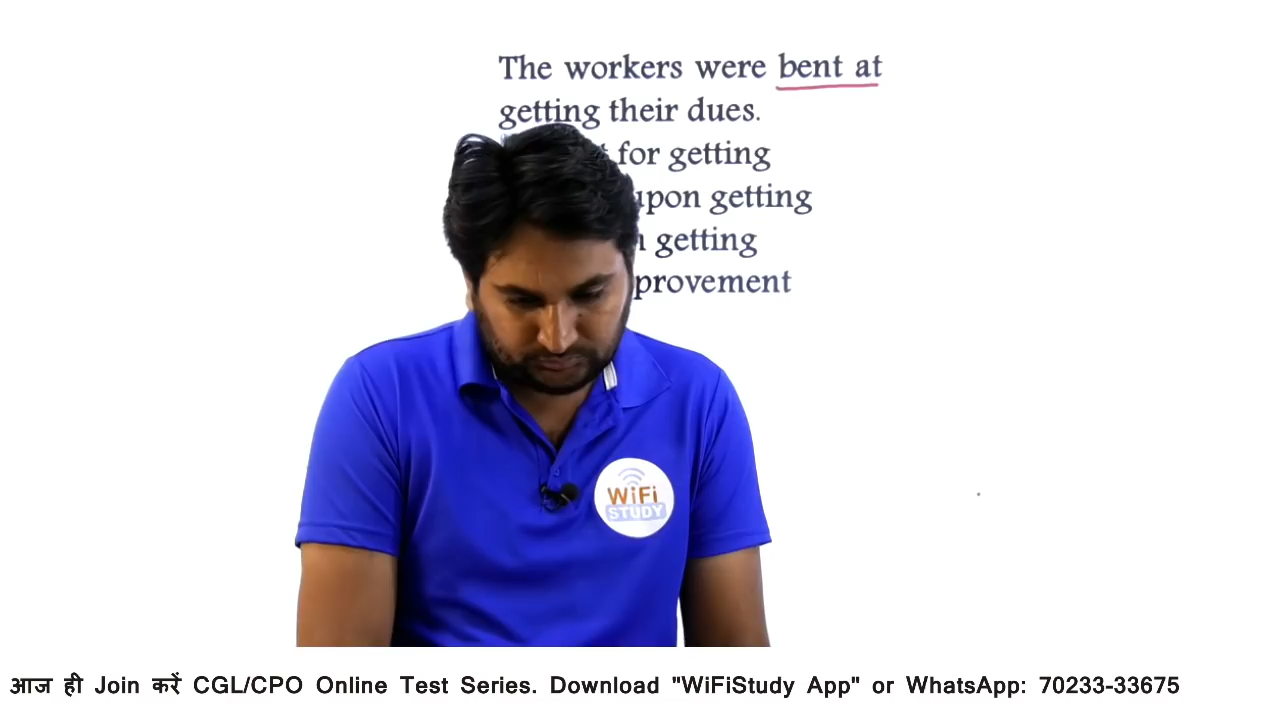 The workers were bent at
getting their dues.
for getting
upon getting
getting
WiFi
STUDY
आज ही Join करें CGL/CPO Online Test Series. Download "WiFiStudy App" or WhatsApp: 70233-33675